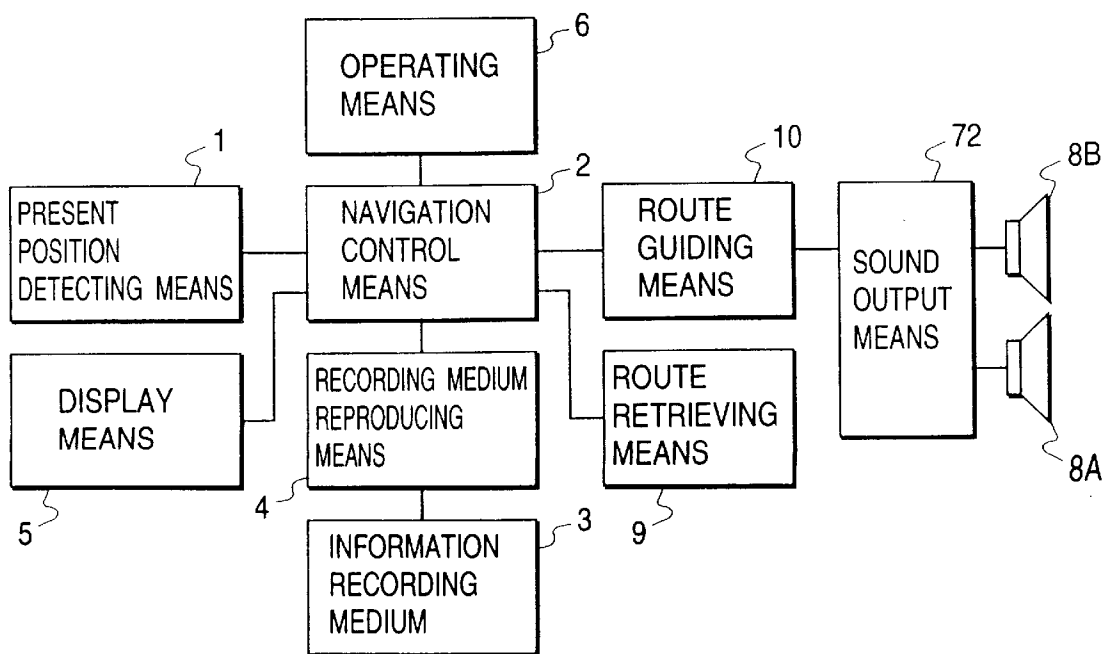 6
OPERATING
MEANS
1
PRESENT
POSITION
DETECTING MEANS
2
NAVIGATION
CONTROL
MEANS
10
ROUTE
GUIDING
MEANS
72
SOUND
OUTPUT
MEANS
8B
8A
DISPLAY
MEANS
5
RECORDING MEDIUM
REPRODUCING
MEANS
4
ROUTE
RETRIEVING
MEANS
9
3
INFORMATION
RECORDING
MEDIUM